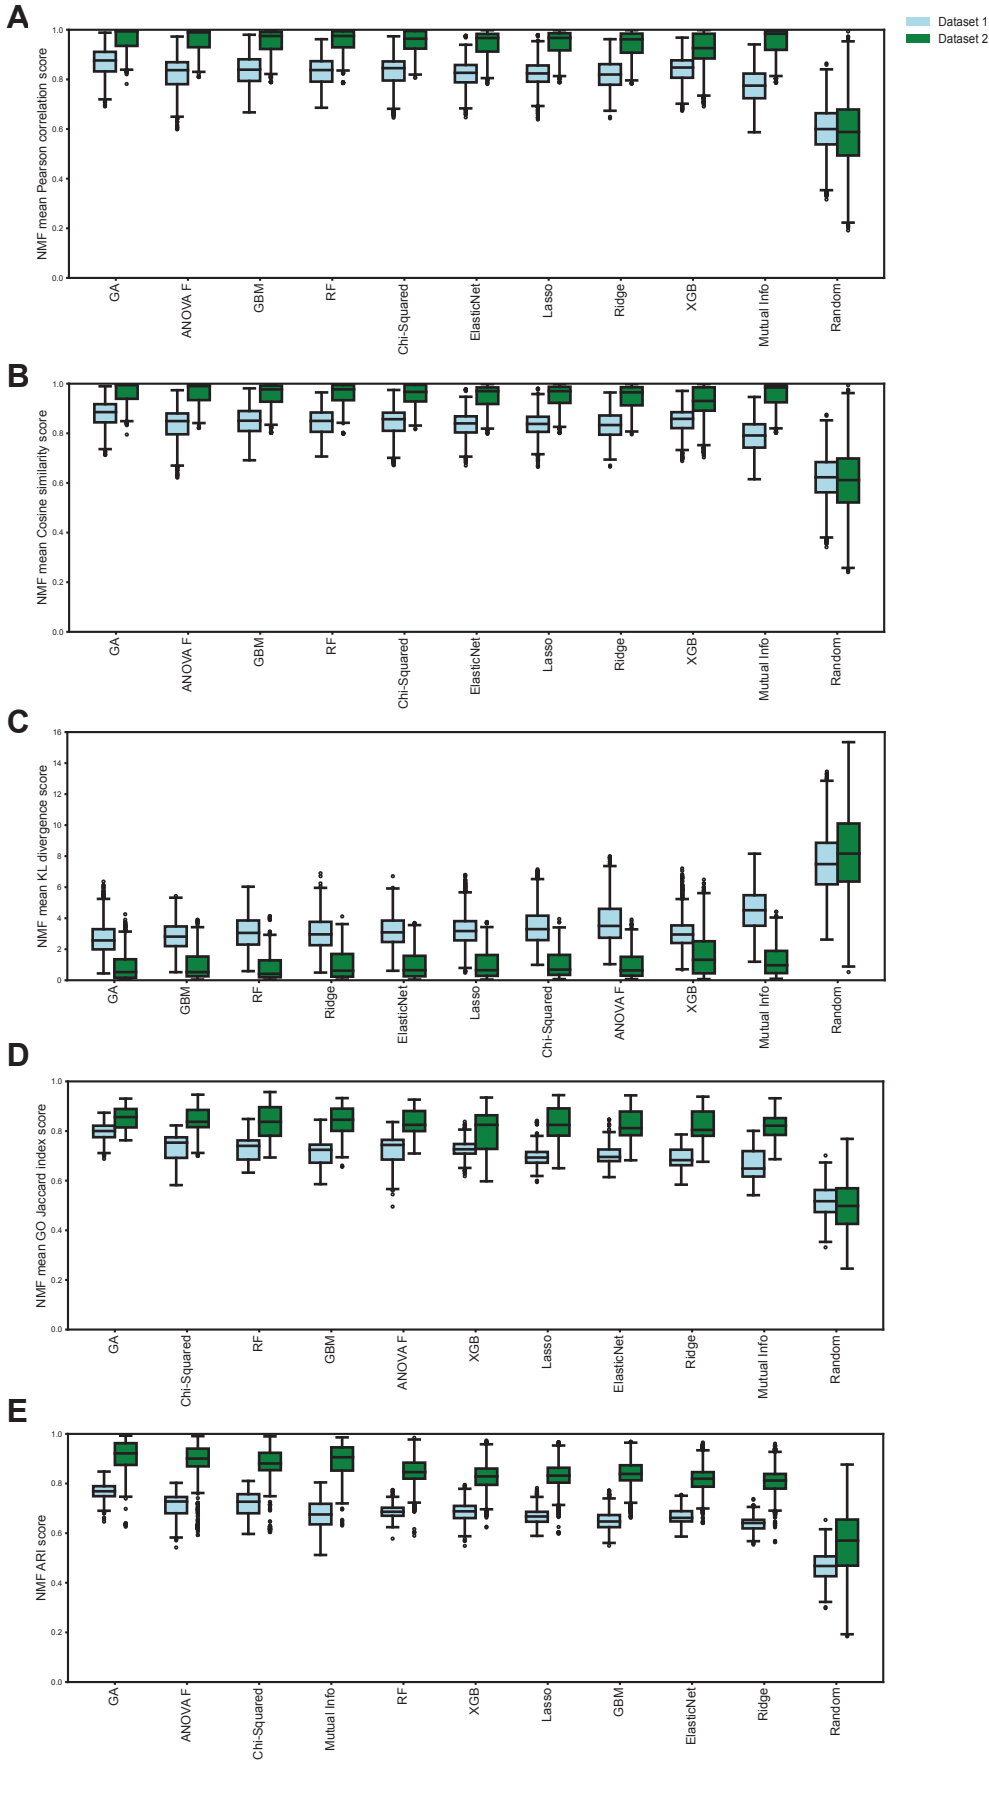 A
Dataset 1
Dataset 2
NMF mean Pearson correlation score
1.0
0.8
0.6
0.4
0.2
0.0
GA
ANOVA F
GBM
RF
Chi-Squared
ElasticNet
Lasso
Ridge
XGB
Mutual Info
Random
B
NMF mean Cosine similarity score
1.0
0.8
0.6
0.4
0.2
0.0
GA
ANOVA F
GBM
RF
Chi-Squared
ElasticNet
Lasso
Ridge
XGB
Mutual Info
Random
C
NMF mean KL divergence score
16
14
12
10
8
6
4
2
0
GA
GBM
RF
Ridge
ElasticNet
Lasso
Chi-Squared
ANOVA F
XGB
Mutual Info
Random
D
NMF mean GO Jaccard index score
1.0
0.8
0.6
0.4
0.2
0.0
GA
Chi-Squared
RF
GBM
ANOVA F
XGB
Lasso
ElasticNet
Ridge
Mutual Info
Random
E
NMF ARI score
1.0
0.8
0.6
0.4
0.2
0.0
GA
ANOVA F
Chi-Squared
Mutual Info
RF
XGB
Lasso
GBM
ElasticNet
Ridge
Random